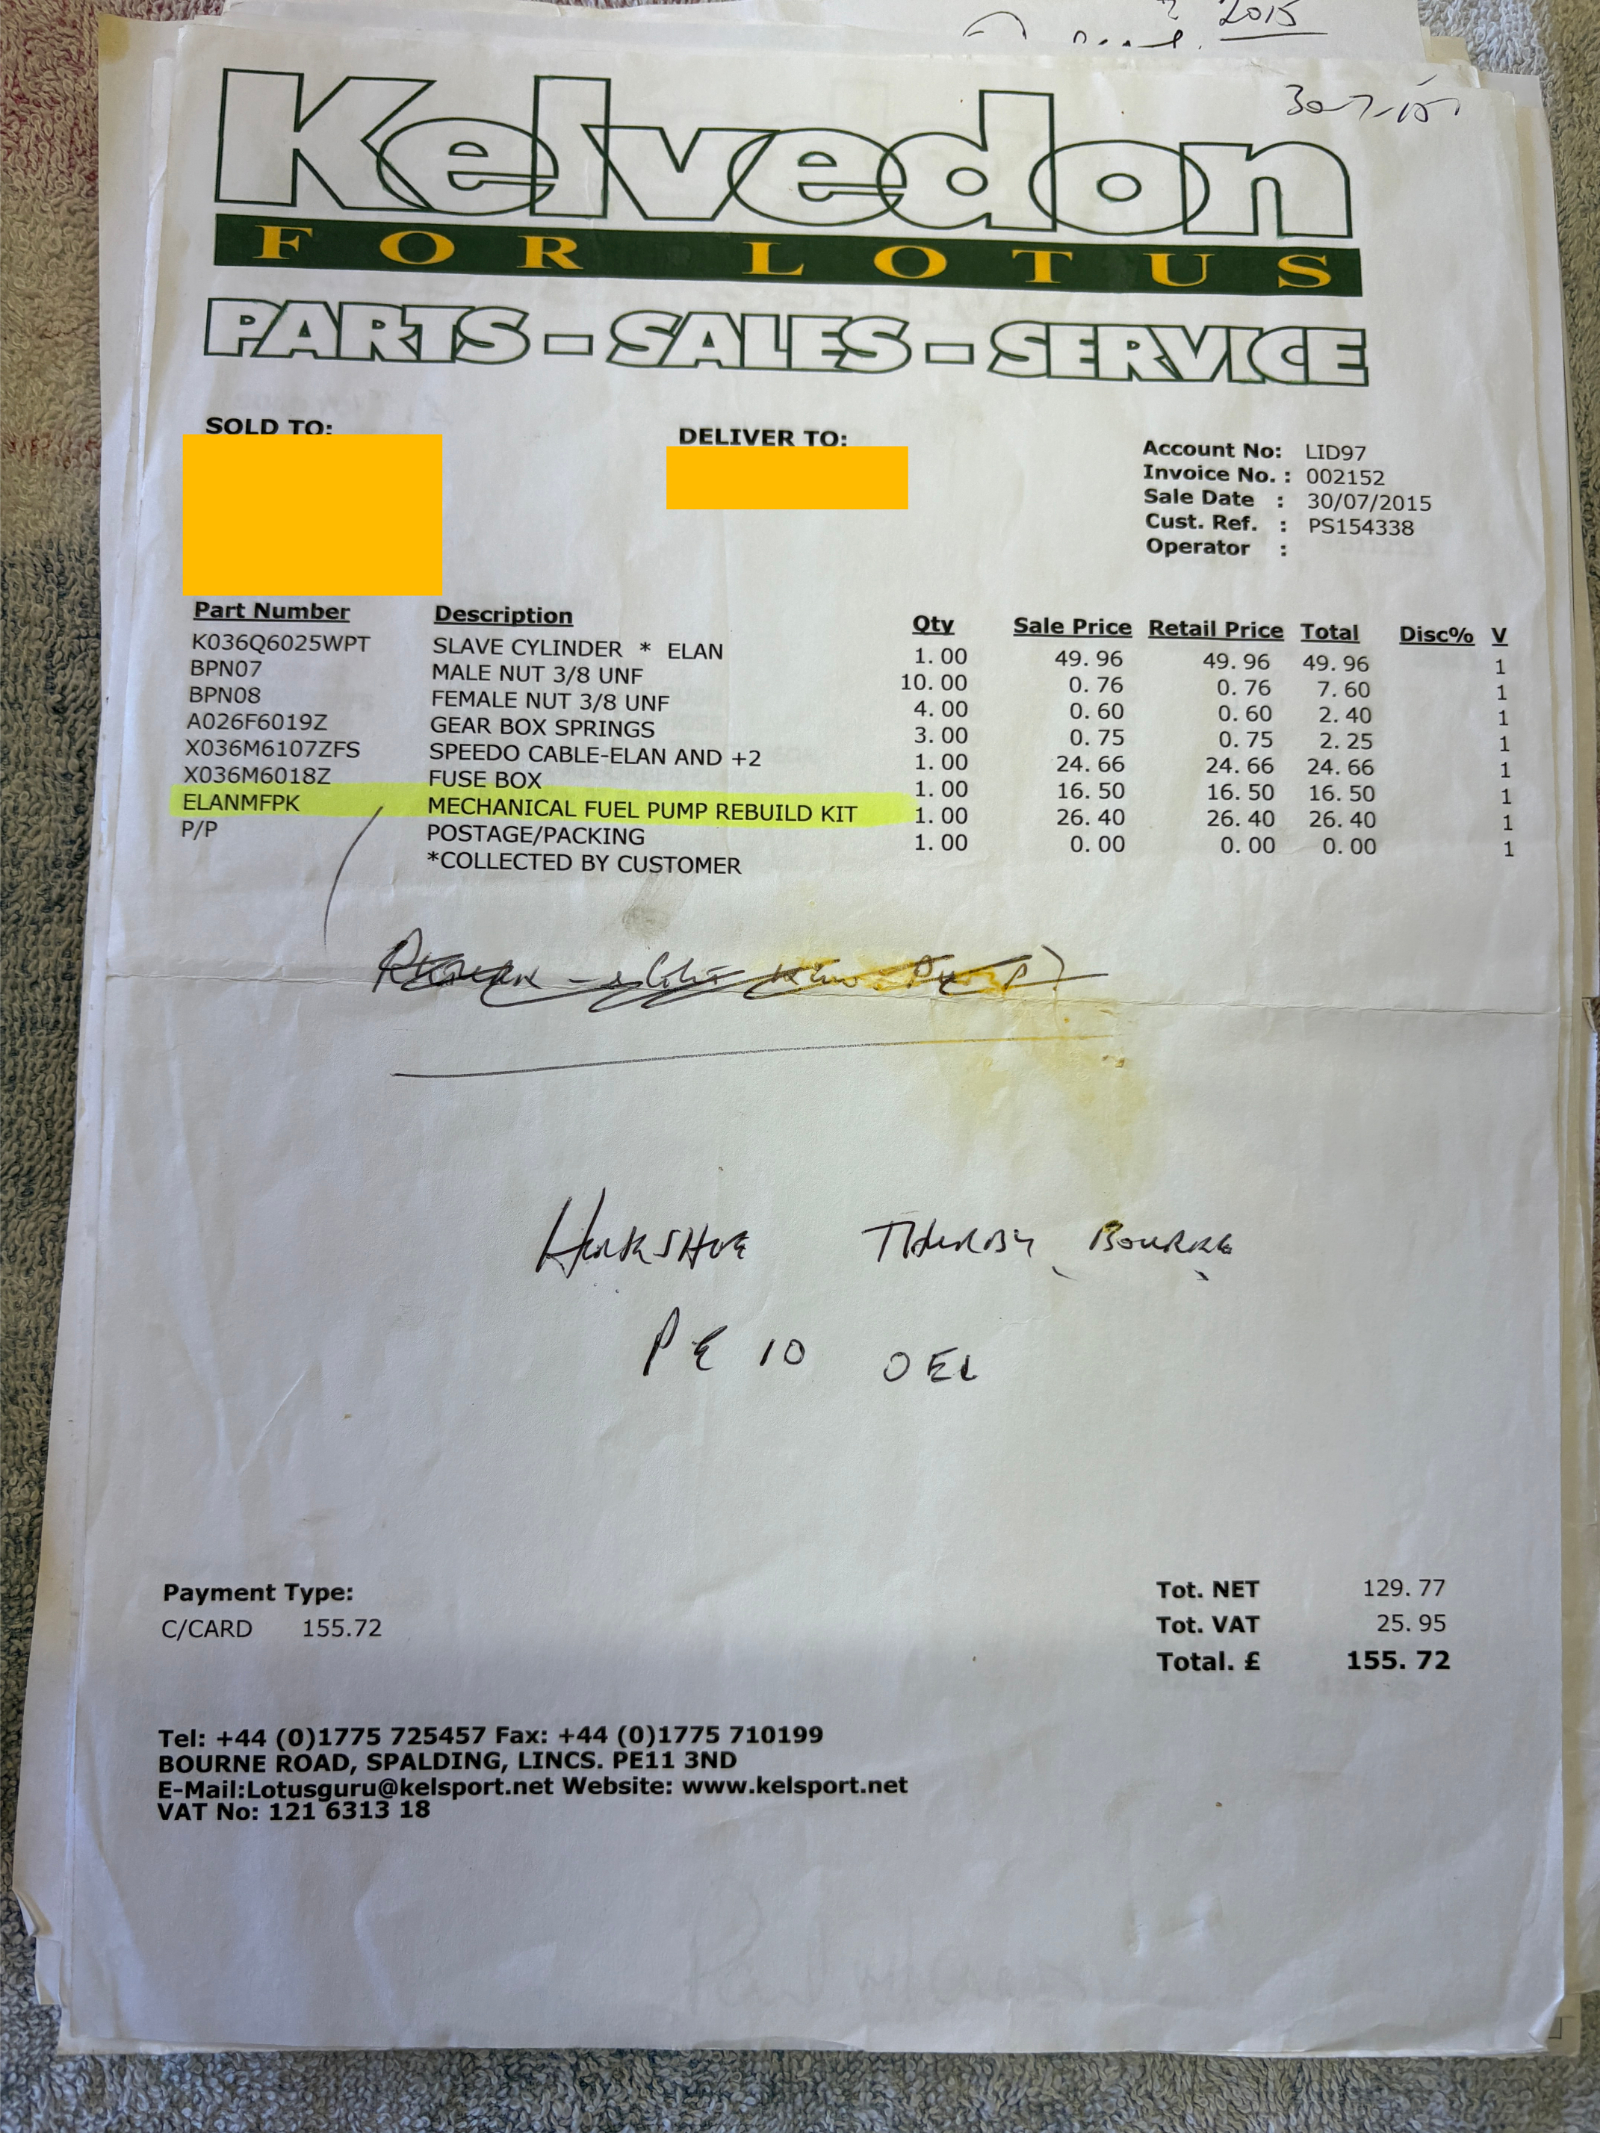 2015
30-7-15
Kelvedon
FOR LOTUS
PARTS - SALES - SERVICE
SOLD TO:
DELIVER TO:
Account No: LID97
Invoice No. : 002152
Sale Date : 30/07/2015
Cust. Ref. : PS154338
Operator :
Part Number Description Qty Sale Price Retail Price Total Disc% V
K036Q6025WPT SLAVE CYLINDER * ELAN 1.00 49.96 49.96 49.96 1
BPN07 MALE NUT 3/8 UNF 10.00 0.76 0.76 7.60 1
BPN08 FEMALE NUT 3/8 UNF 4.00 0.60 0.60 2.40 1
A026F6019Z GEAR BOX SPRINGS 3.00 0.75 0.75 2.25 1
X036M6107ZFS SPEEDO CABLE-ELAN AND +2 1.00 24.66 24.66 24.66 1
X036M6018Z FUSE BOX 1.00 16.50 16.50 16.50 1
ELANMFPK MECHANICAL FUEL PUMP REBUILD KIT 1.00 26.40 26.40 26.40 1
P/P POSTAGE/PACKING 1.00 0.00 0.00 0.00 1
*COLLECTED BY CUSTOMER
THURBY BOURNE
PE 10 0EL
Payment Type:
C/CARD 155.72
Tot. NET 129.77
Tot. VAT 25.95
Total. £ 155.72
Tel: +44 (0)1775 725457 Fax: +44 (0)1775 710199
BOURNE ROAD, SPALDING, LINCS. PE11 3ND
E-Mail:Lotusguru@kelsport.net Website: www.kelsport.net
VAT No: 121 6313 18